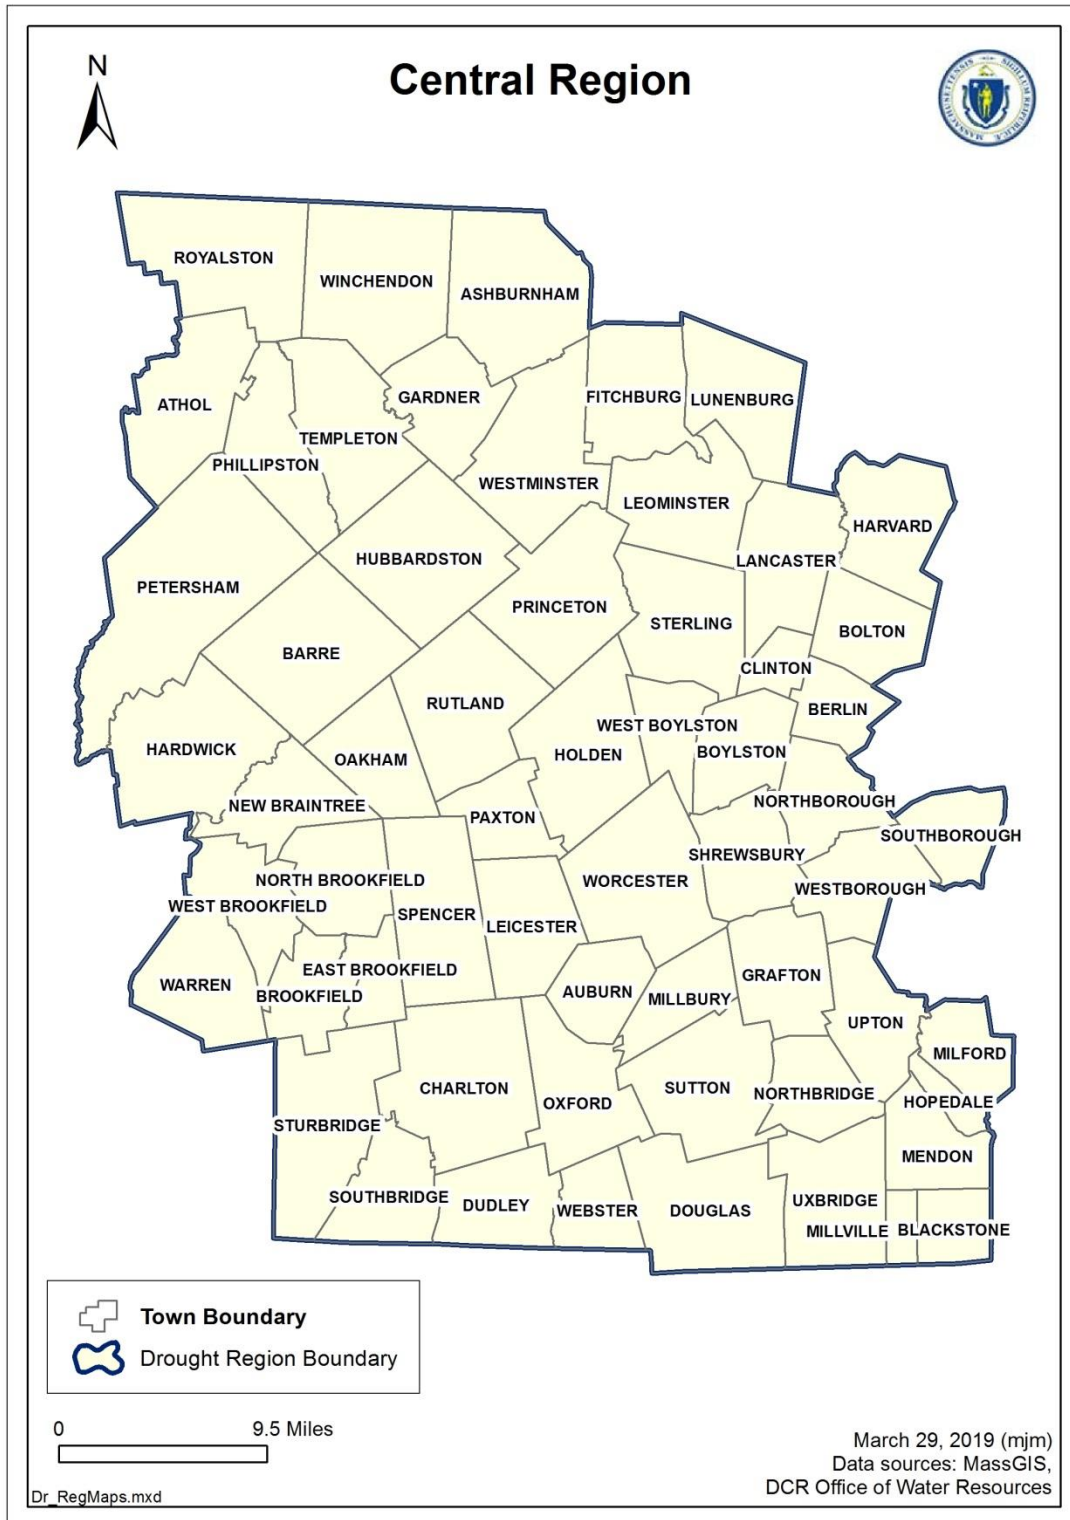 N
Central Region
MASSACHUSETTENSIS
SIGILLUM REIPUBLICÆ
ROYALSTON
WINCHENDON
ASHBURNHAM
ATHOL
GARDNER
FITCHBURG
LUNENBURG
TEMPLETON
PHILLIPSTON
WESTMINSTER
LEOMINSTER
HARVARD
HUBBARDSTON
LANCASTER
PETERSHAM
PRINCETON
STERLING
BOLTON
BARRE
CLINTON
RUTLAND
BERLIN
WEST BOYLSTON
HARDWICK
OAKHAM
HOLDEN
BOYLSTON
NEW BRAINTREE
PAXTON
NORTHBOROUGH
SOUTHBOROUGH
SHREWSBURY
NORTH BROOKFIELD
WORCESTER
WESTBOROUGH
WEST BROOKFIELD
SPENCER
LEICESTER
WARREN
EAST BROOKFIELD
GRAFTON
BROOKFIELD
AUBURN
MILLBURY
UPTON
MILFORD
CHARLTON
SUTTON
NORTHBRIDGE
OXFORD
HOPEDALE
STURBRIDGE
MENDON
SOUTHBRIDGE
DUDLEY
WEBSTER
DOUGLAS
UXBRIDGE
MILLVILLE
BLACKSTONE
Town Boundary
Drought Region Boundary
0 9.5 Miles
March 29, 2019 (mjm)
Data sources: MassGIS,
DCR Office of Water Resources
Dr_RegMaps.mxd